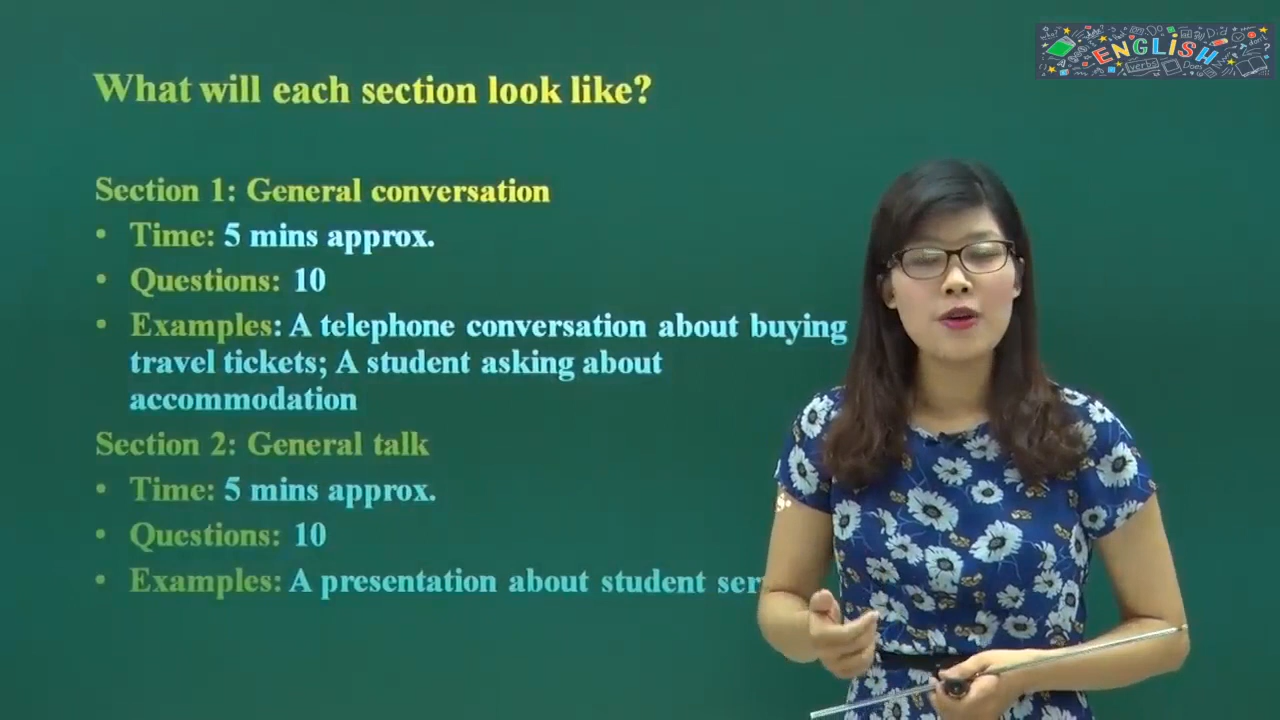 ENGLISH
What will each section look like?
Section 1: General conversation
• Time: 5 mins approx.
• Questions: 10
• Examples: A telephone conversation about buying
travel tickets; A student asking about
accommodation
Section 2: General talk
• Time: 5 mins approx.
• Questions: 10
• Examples: A presentation about student